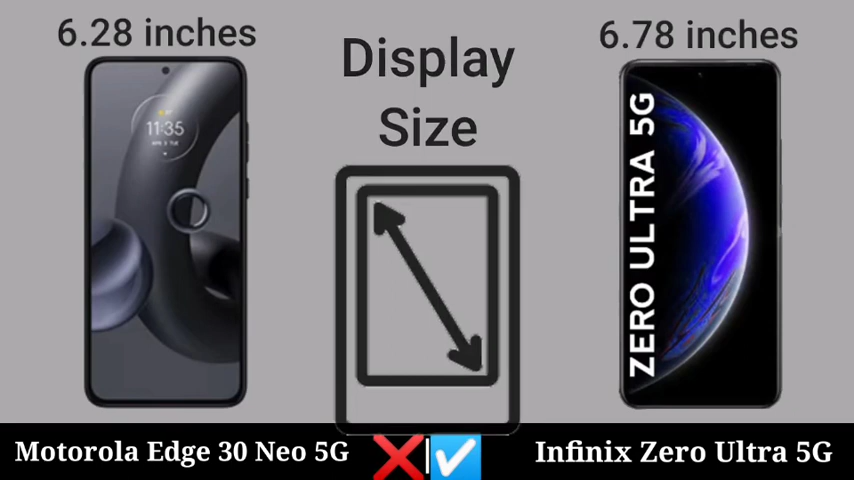 6.28 inches
Display
Size
6.78 inches
11:35
ZERO ULTRA 5G
Motorola Edge 30 Neo 5G
Infinix Zero Ultra 5G